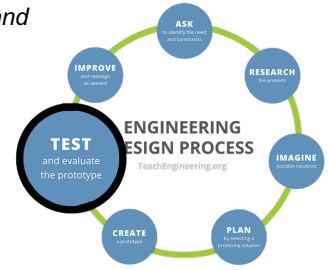 and
ASK
to identify the need
and constraints
RESEARCH
the problem
IMAGINE
possible solutions
PLAN
by selecting a
promising solution
CREATE
a prototype
TEST
and evaluate
the prototype
IMPROVE
and redesign
as needed
ENGINEERING
ESIGN PROCESS
TeachEngineering.org